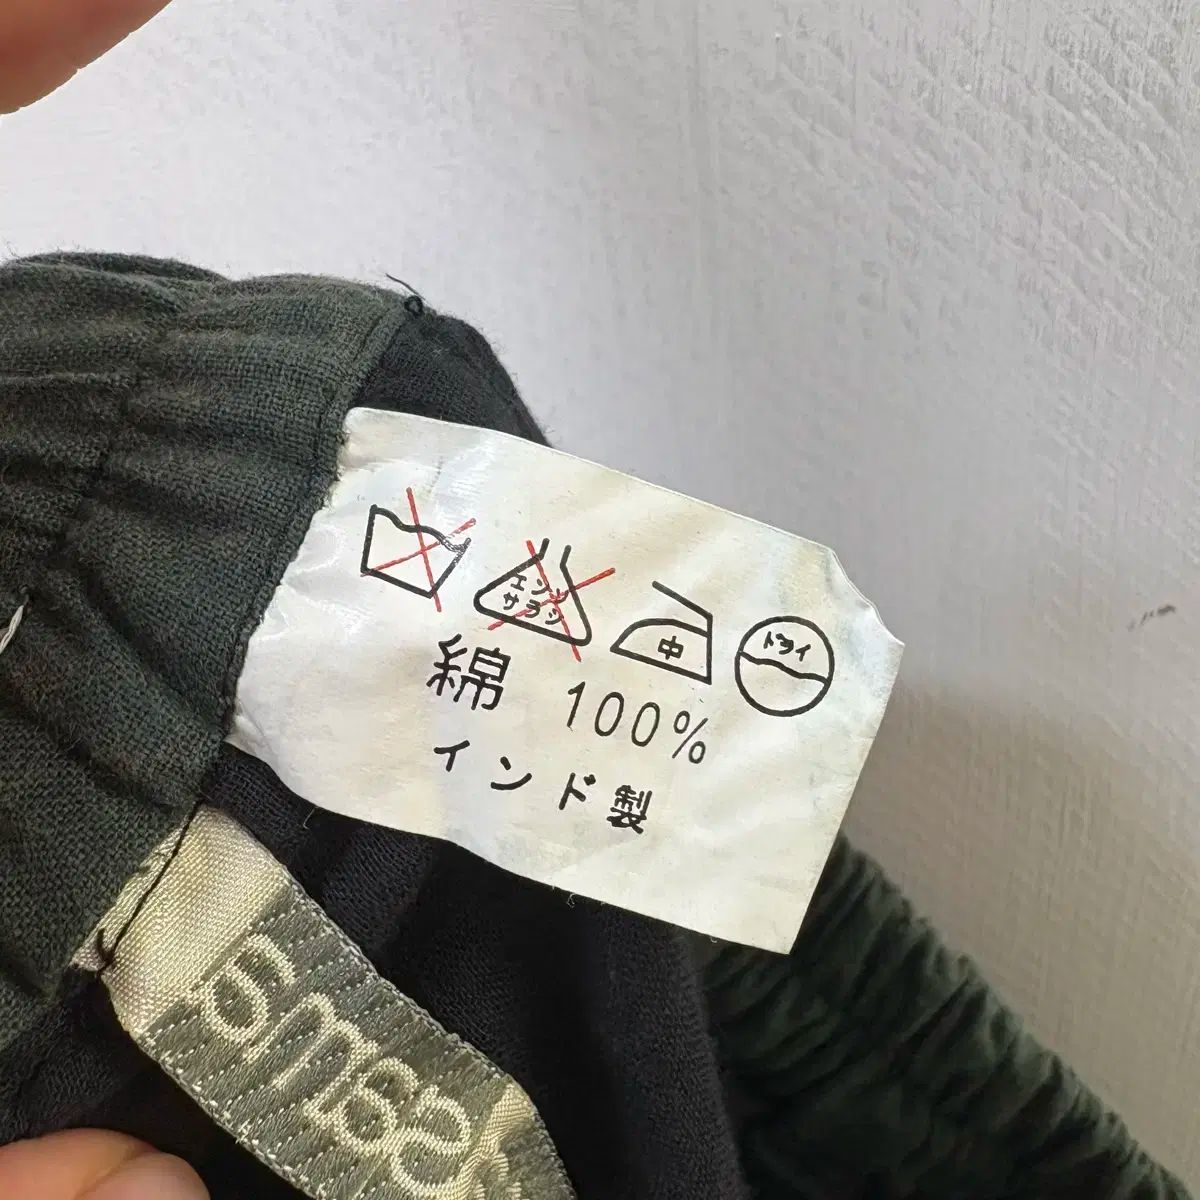 エンソ
サラシ
中
ドライ
綿 100%
インド製